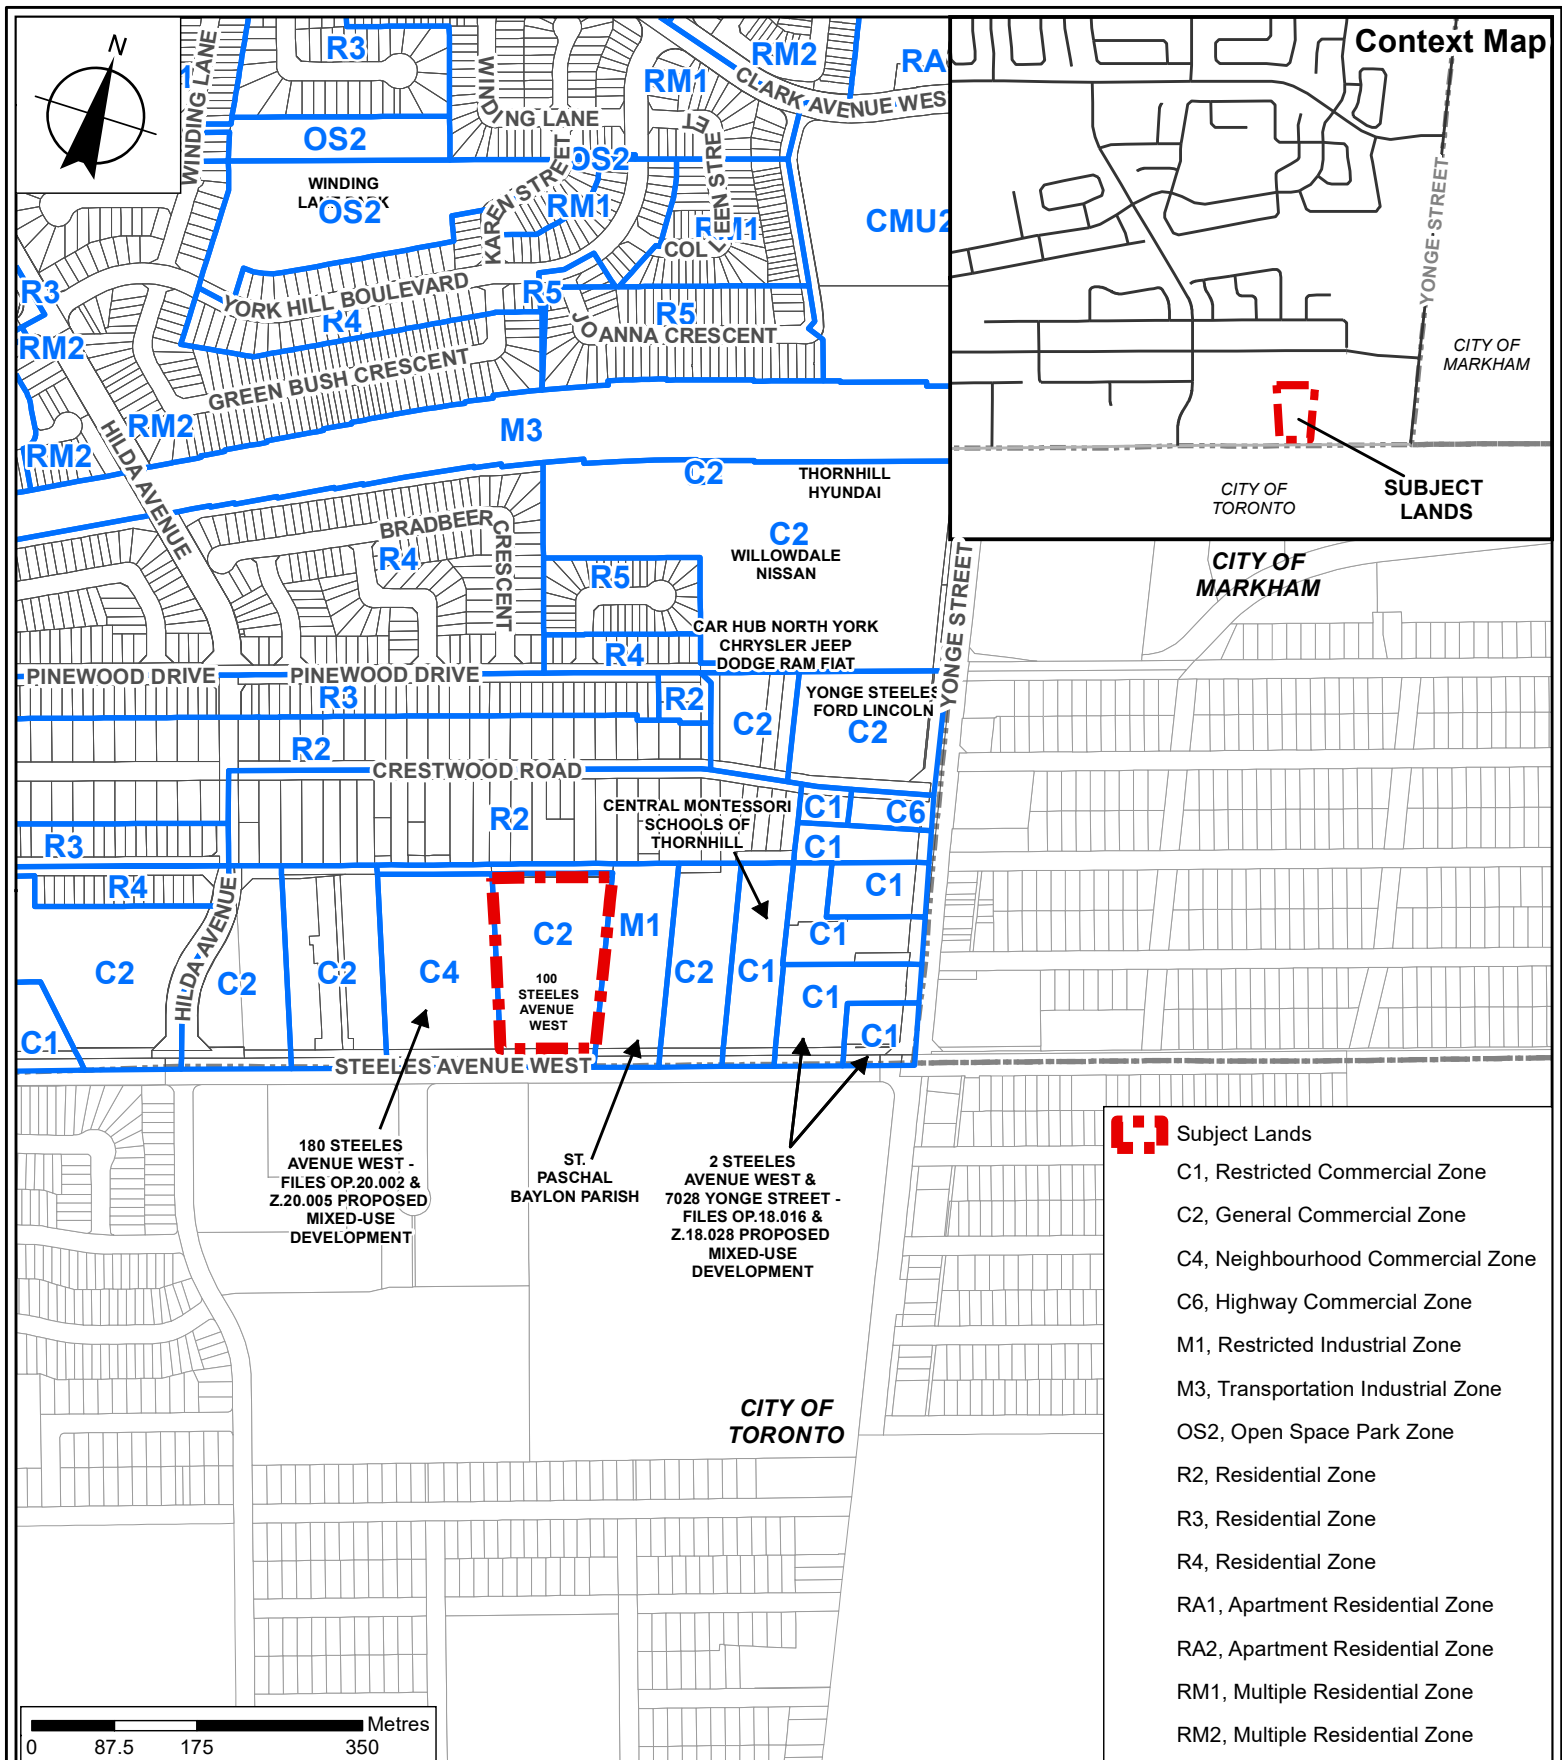 N
Context Map
YONGE STREET
CITY OF
MARKHAM
CITY OF
TORONTO
SUBJECT
LANDS
R3
RM2
RM1
WINDING LANE
WINDING LANE
CLARK AVENUE WES
OS2
OS2
WINDING
OS2
KAREN STREET
RM1
COLLEEN STREET
RM1
CMU2
R3
YORK HILL BOULEVARD
R4
R5
R5
JOANNA CRESCENT
RM2
GREEN BUSH CRESCENT
RM2
RM2
HILDA AVENUE
M3
C2
THORNHILL
HYUNDAI
C2
WILLOWDALE
NISSAN
BRADBEER CRESCENT
R4
R5
CAR HUB NORTH YORK
CHRYSLER JEEP
DODGE RAM FIAT
R4
YONGE STREET
CITY OF
MARKHAM
PINEWOOD DRIVE
PINEWOOD DRIVE
R3
R2
YONGE STEELES
FORD LINCOLN
C2
C2
R2
CRESTWOOD ROAD
R2
CENTRAL MONTESSORI
SCHOOLS OF
THORNHILL
C1
C6
C1
R3
R4
HILDA AVENUE
C1
C1
C2
C2
C2
C4
C2
100
STEELES
AVENUE
WEST
M1
C2
C1
C1
C1
C1
STEELES AVENUE WEST
180 STEELES
AVENUE WEST -
FILES OP.20.002 &
Z.20.005 PROPOSED
MIXED-USE
DEVELOPMENT
ST.
PASCHAL
BAYLON PARISH
2 STEELES
AVENUE WEST &
7028 YONGE STREET -
FILES OP.18.016 &
Z.18.028 PROPOSED
MIXED-USE
DEVELOPMENT
CITY OF
TORONTO
Subject Lands
C1, Restricted Commercial Zone
C2, General Commercial Zone
C4, Neighbourhood Commercial Zone
C6, Highway Commercial Zone
M1, Restricted Industrial Zone
M3, Transportation Industrial Zone
OS2, Open Space Park Zone
R2, Residential Zone
R3, Residential Zone
R4, Residential Zone
RA1, Apartment Residential Zone
RA2, Apartment Residential Zone
RM1, Multiple Residential Zone
RM2, Multiple Residential Zone
Metres
0 87.5 175 350